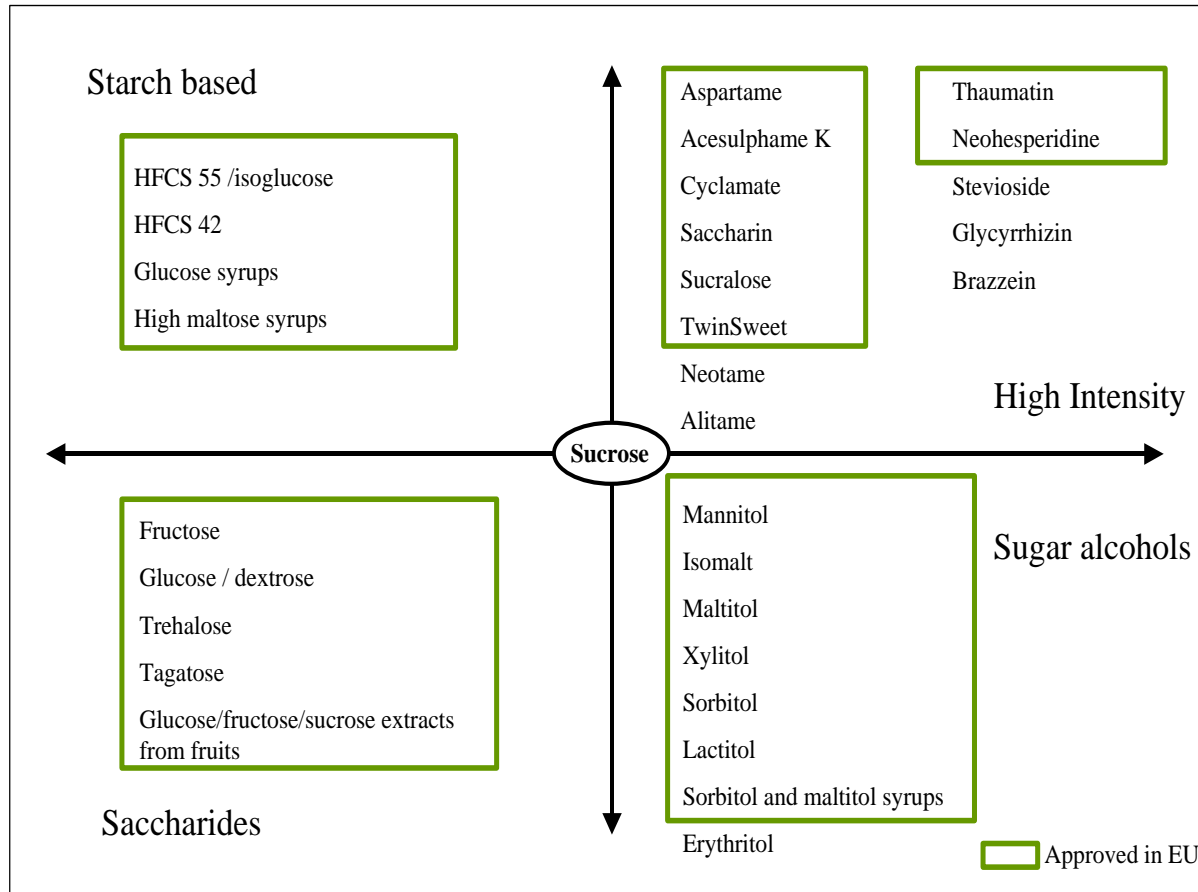 Starch based
HFCS 55 /isoglucose
HFCS 42
Glucose syrups
High maltose syrups
Aspartame
Acesulphame K
Cyclamate
Saccharin
Sucralose
TwinSweet
Neotame
Alitame
Thaumatin
Neohesperidine
Stevioside
Glycyrrhizin
Brazzein
High Intensity
Sucrose
Fructose
Glucose / dextrose
Trehalose
Tagatose
Glucose/fructose/sucrose extracts
from fruits
Saccharides
Mannitol
Isomalt
Maltitol
Xylitol
Sorbitol
Lactitol
Sorbitol and maltitol syrups
Erythritol
Sugar alcohols
Approved in EU